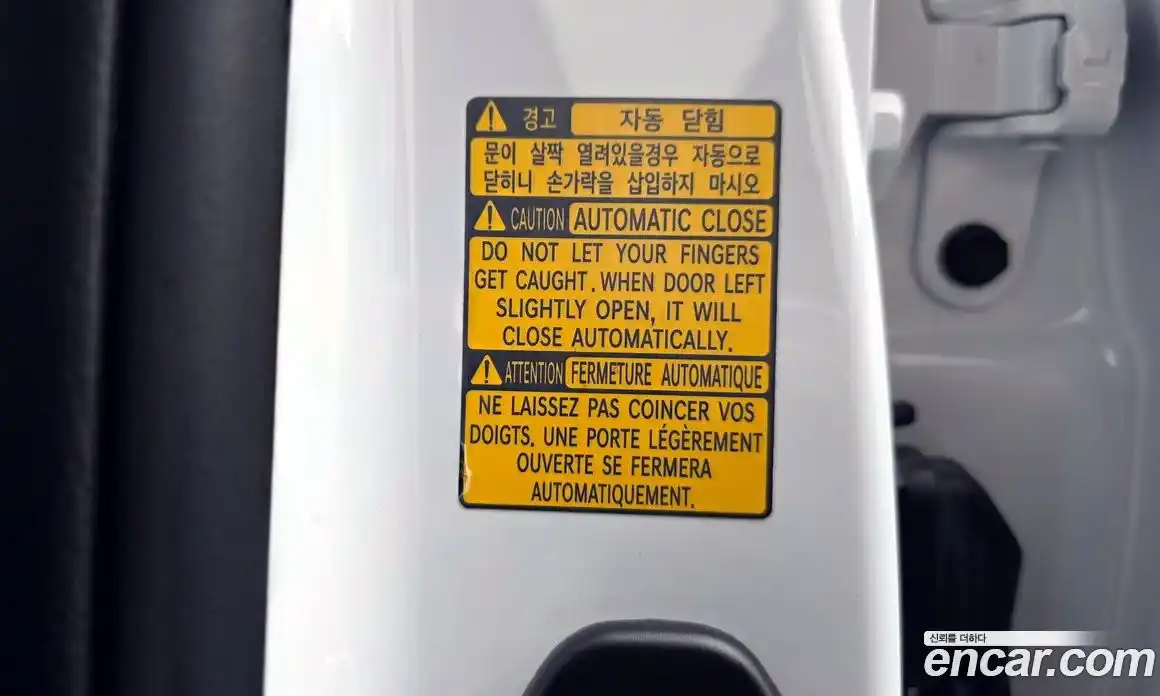 경고 자동 닫힘
문이 살짝 열려있을경우 자동으로
닫히니 손가락을 삽입하지 마시오
CAUTION AUTOMATIC CLOSE
DO NOT LET YOUR FINGERS
GET CAUGHT. WHEN DOOR LEFT
SLIGHTLY OPEN, IT WILL
CLOSE AUTOMATICALLY.
ATTENTION FERMETURE AUTOMATIQUE
NE LAISSEZ PAS COINCER VOS
DOIGTS. UNE PORTE LÉGÈREMENT
OUVERTE SE FERMERA
AUTOMATIQUEMENT.
신뢰를 더하다
encar.com